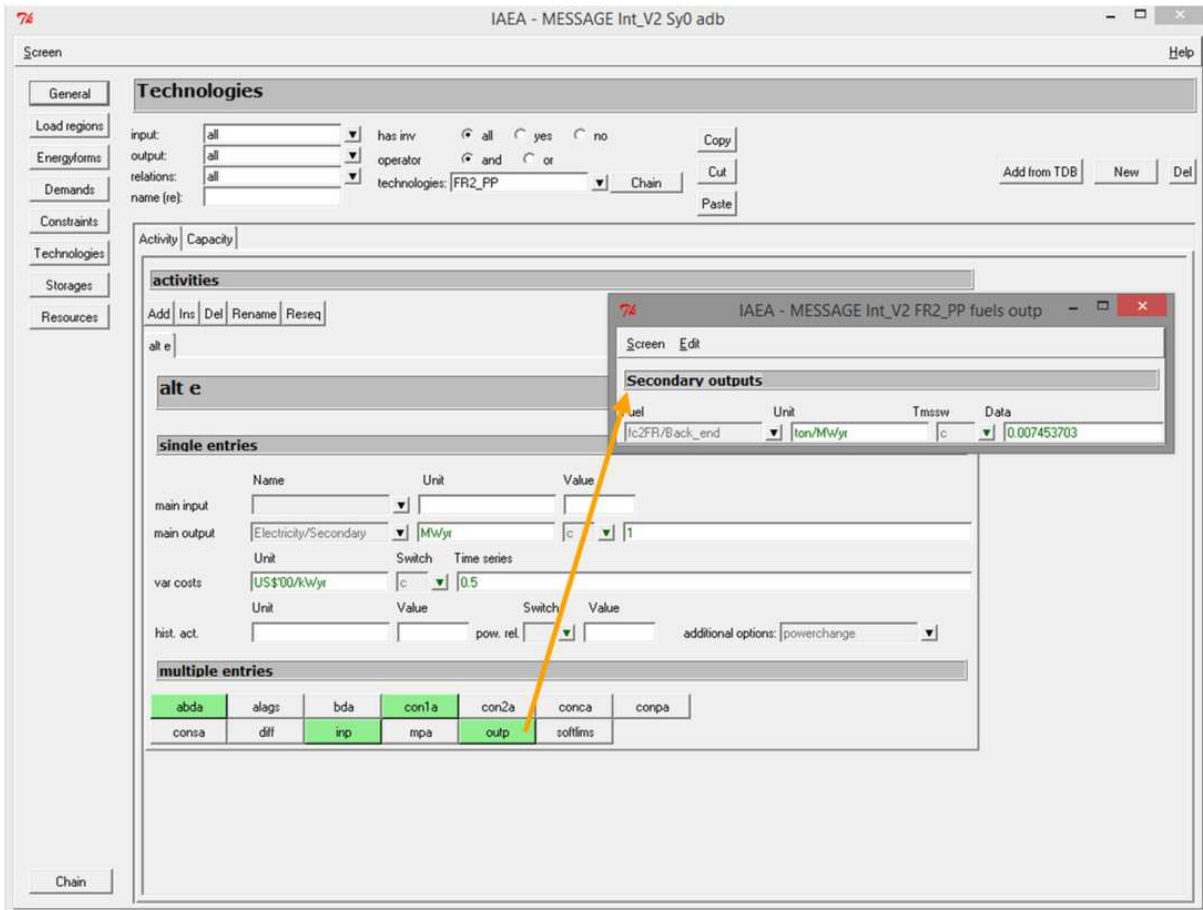 IAEA - MESSAGE Int_V2 Sy0 adb
Screen Help
General
Load regions
Energyforms
Demands
Constraints
Technologies
Storages
Resources
Chain
Technologies
input: all has inv all yes no Copy
output: all operator and or Cut
relations: all technologies: FR2_PP Chain Add from TDB New Del
name (re): Paste
Activity Capacity
activities
Add Ins Del Rename Reseq
alt e
alt e
single entries
Name Unit Value
main input
main output Electricity/Secondary MWyr c 1
Unit Switch Time series
var costs US$'00/kWyr c 0.5
Unit Value Switch Value
hist. act. pow. rel. additional options: powerchange
multiple entries
abda alags bda con1a con2a conca conpa
consa diff inp mpa outp softlims
IAEA - MESSAGE Int_V2 FR2_PP fuels outp
Screen Edit
Secondary outputs
Fuel Unit Tmssw Data
fc2FR/Back_end ton/MWyr c 0.007453703